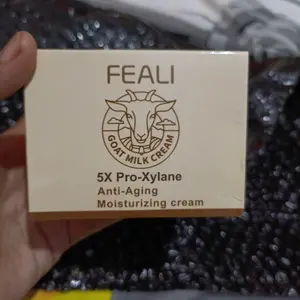 FEALI
GOAT MILK CREAM
5X Pro-Xylane
Anti-Aging
Moisturizing cream